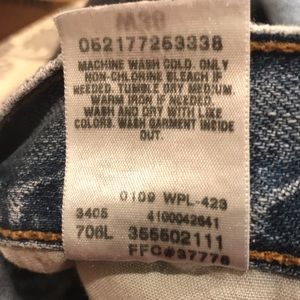 052177253338
MACHINE WASH COLD. ONLY
NON-CHLORINE BLEACH IF
NEEDED. TUMBLE DRY MEDIUM,
WARM IRON IF NEEDED.
WASH AND DRY WITH LIKE
COLORS. WASH GARMENT INSIDE
OUT.
0109 WPL-423
3405 4100042641
706L 355502111
FFC#37776